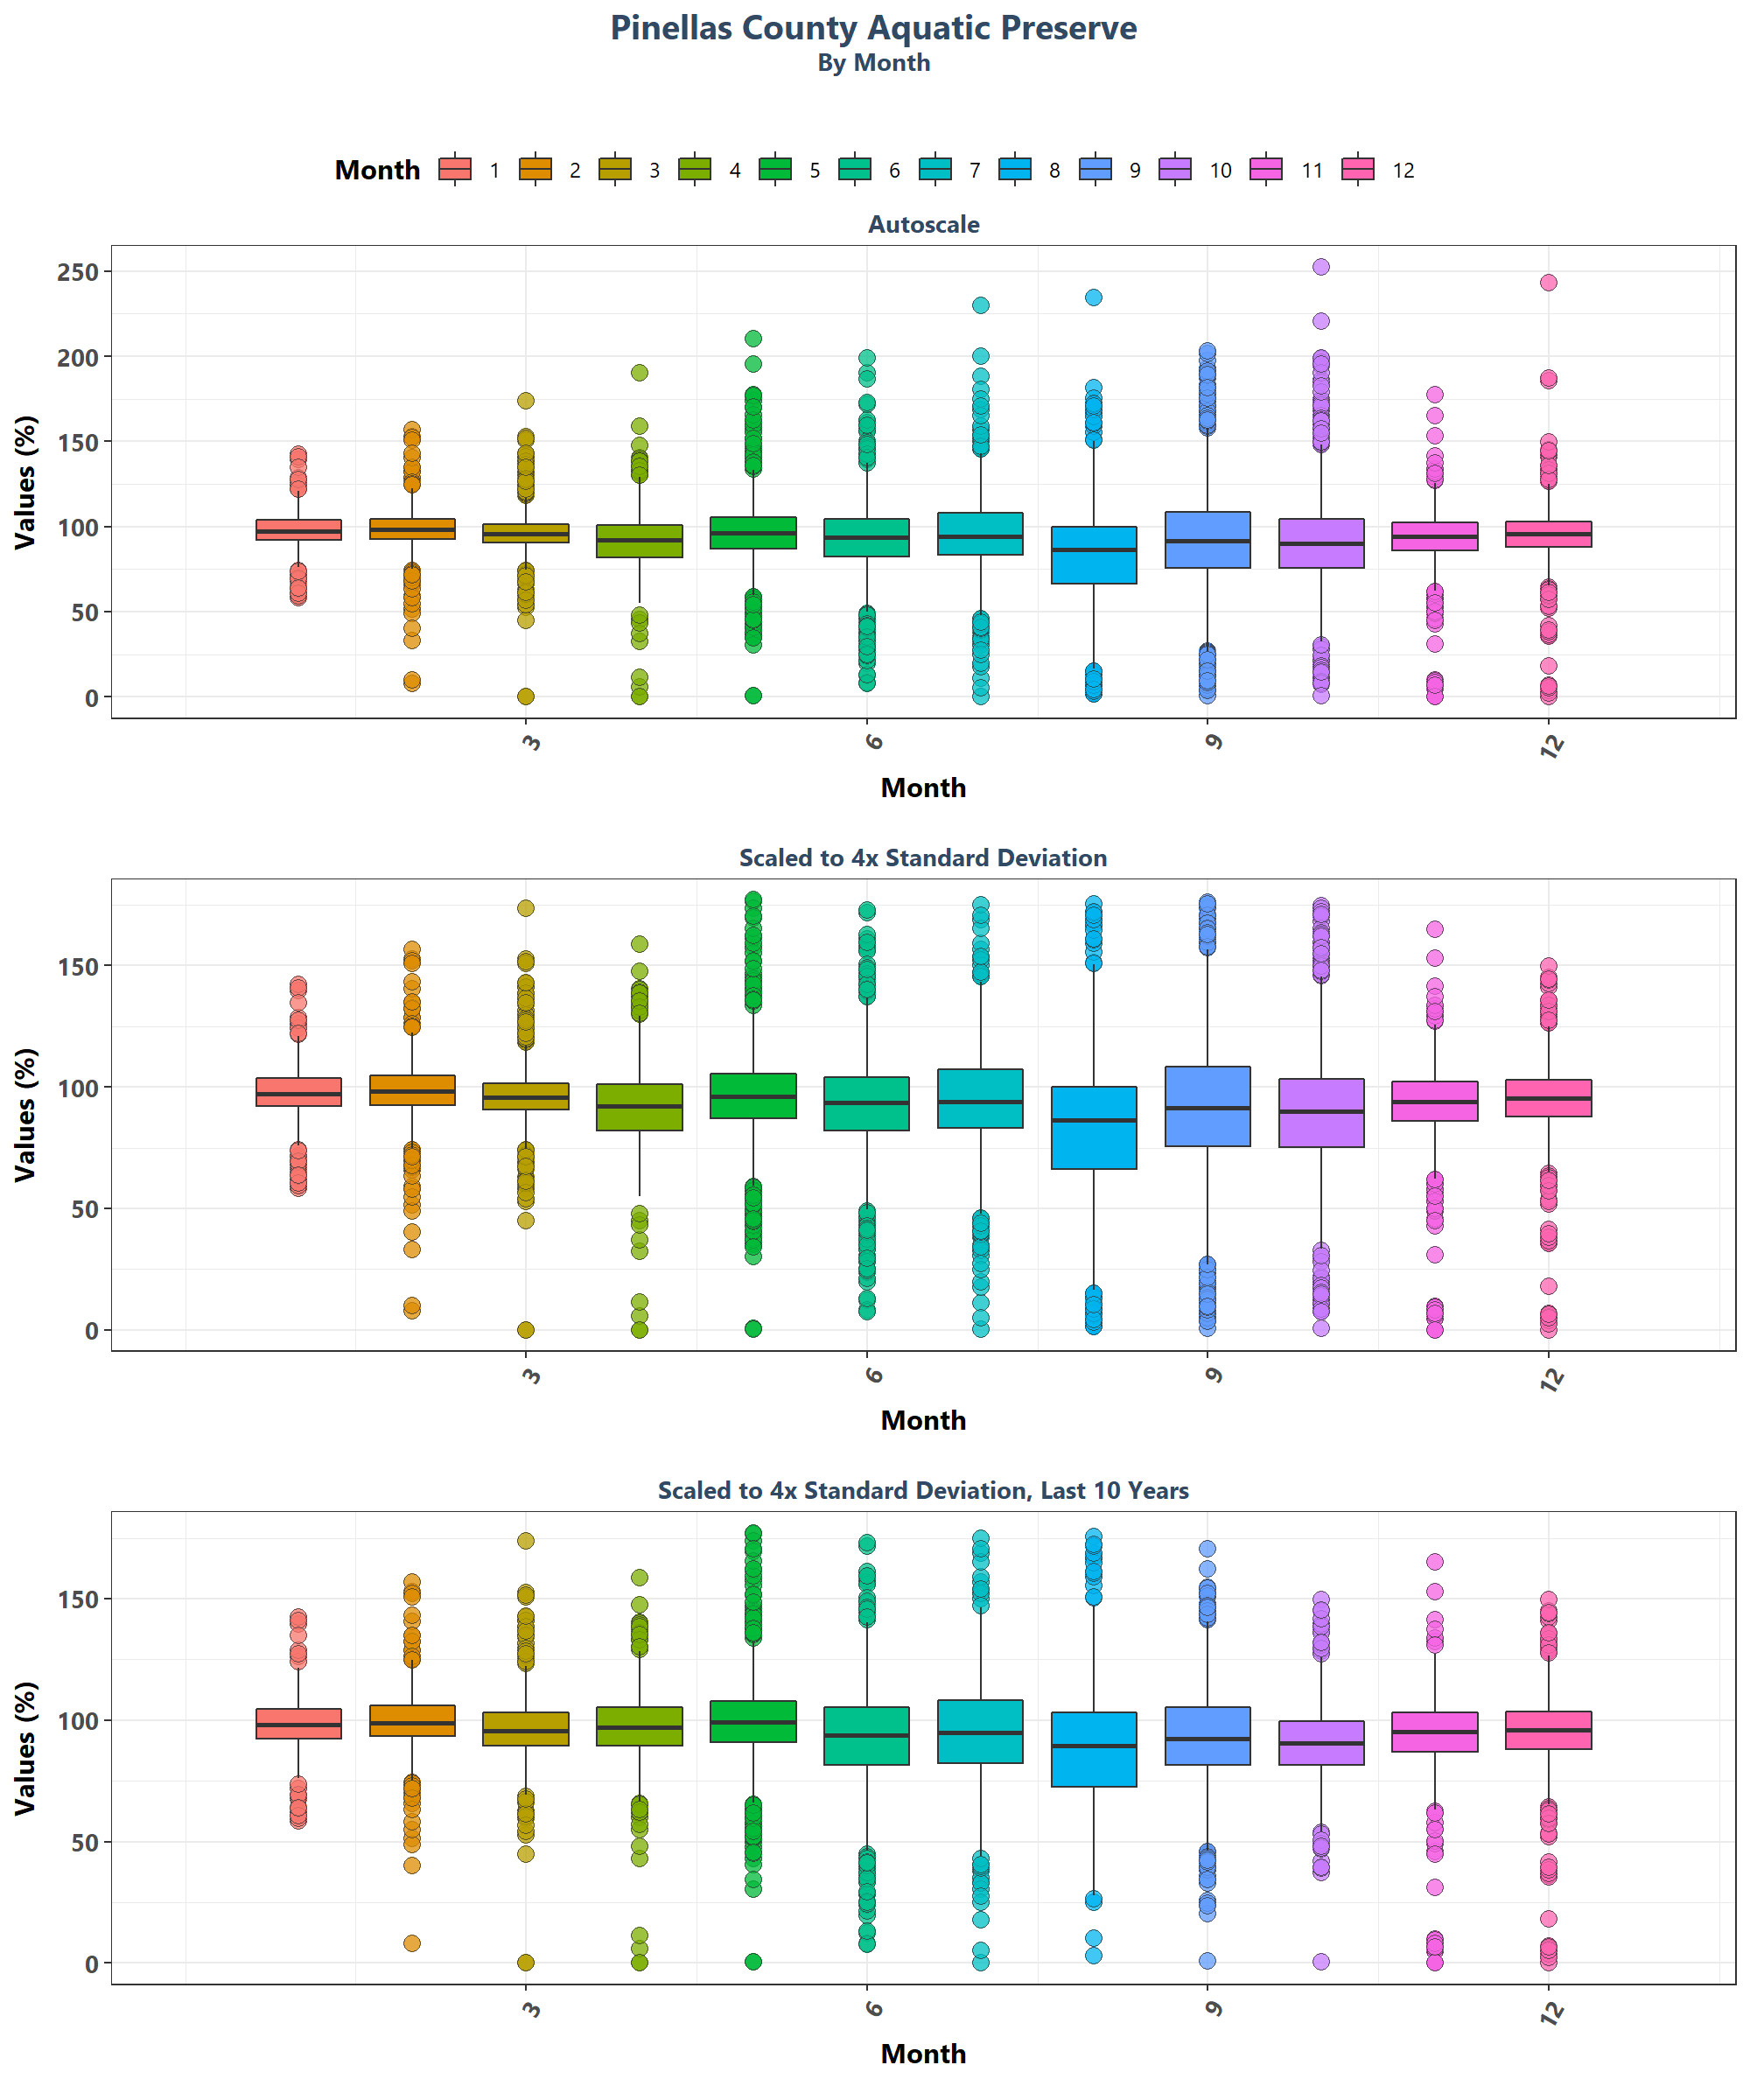 Pinellas County Aquatic Preserve
By Month
Month 1 2 3 4 5 6 7 8 9 10 11 12
Autoscale
Values (%)
250
200
150
100
50
0
3 6 9 12
Month
Scaled to 4x Standard Deviation
Values (%)
150
100
50
0
3 6 9 12
Month
Scaled to 4x Standard Deviation, Last 10 Years
Values (%)
150
100
50
0
3 6 9 12
Month